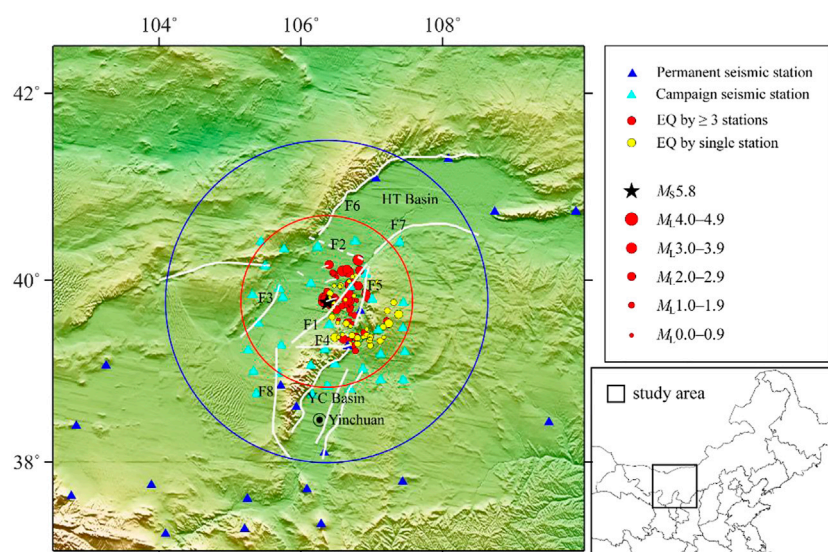 104° 106° 108°
42°
40°
38°
HT Basin
F6
F7
F2
F5
F3
F1
F4
F8
YC Basin
Yinchuan
Permanent seismic station
Campaign seismic station
EQ by ≥ 3 stations
EQ by single station
MS5.8
ML4.0–4.9
ML3.0–3.9
ML2.0–2.9
ML1.0–1.9
ML0.0–0.9
study area